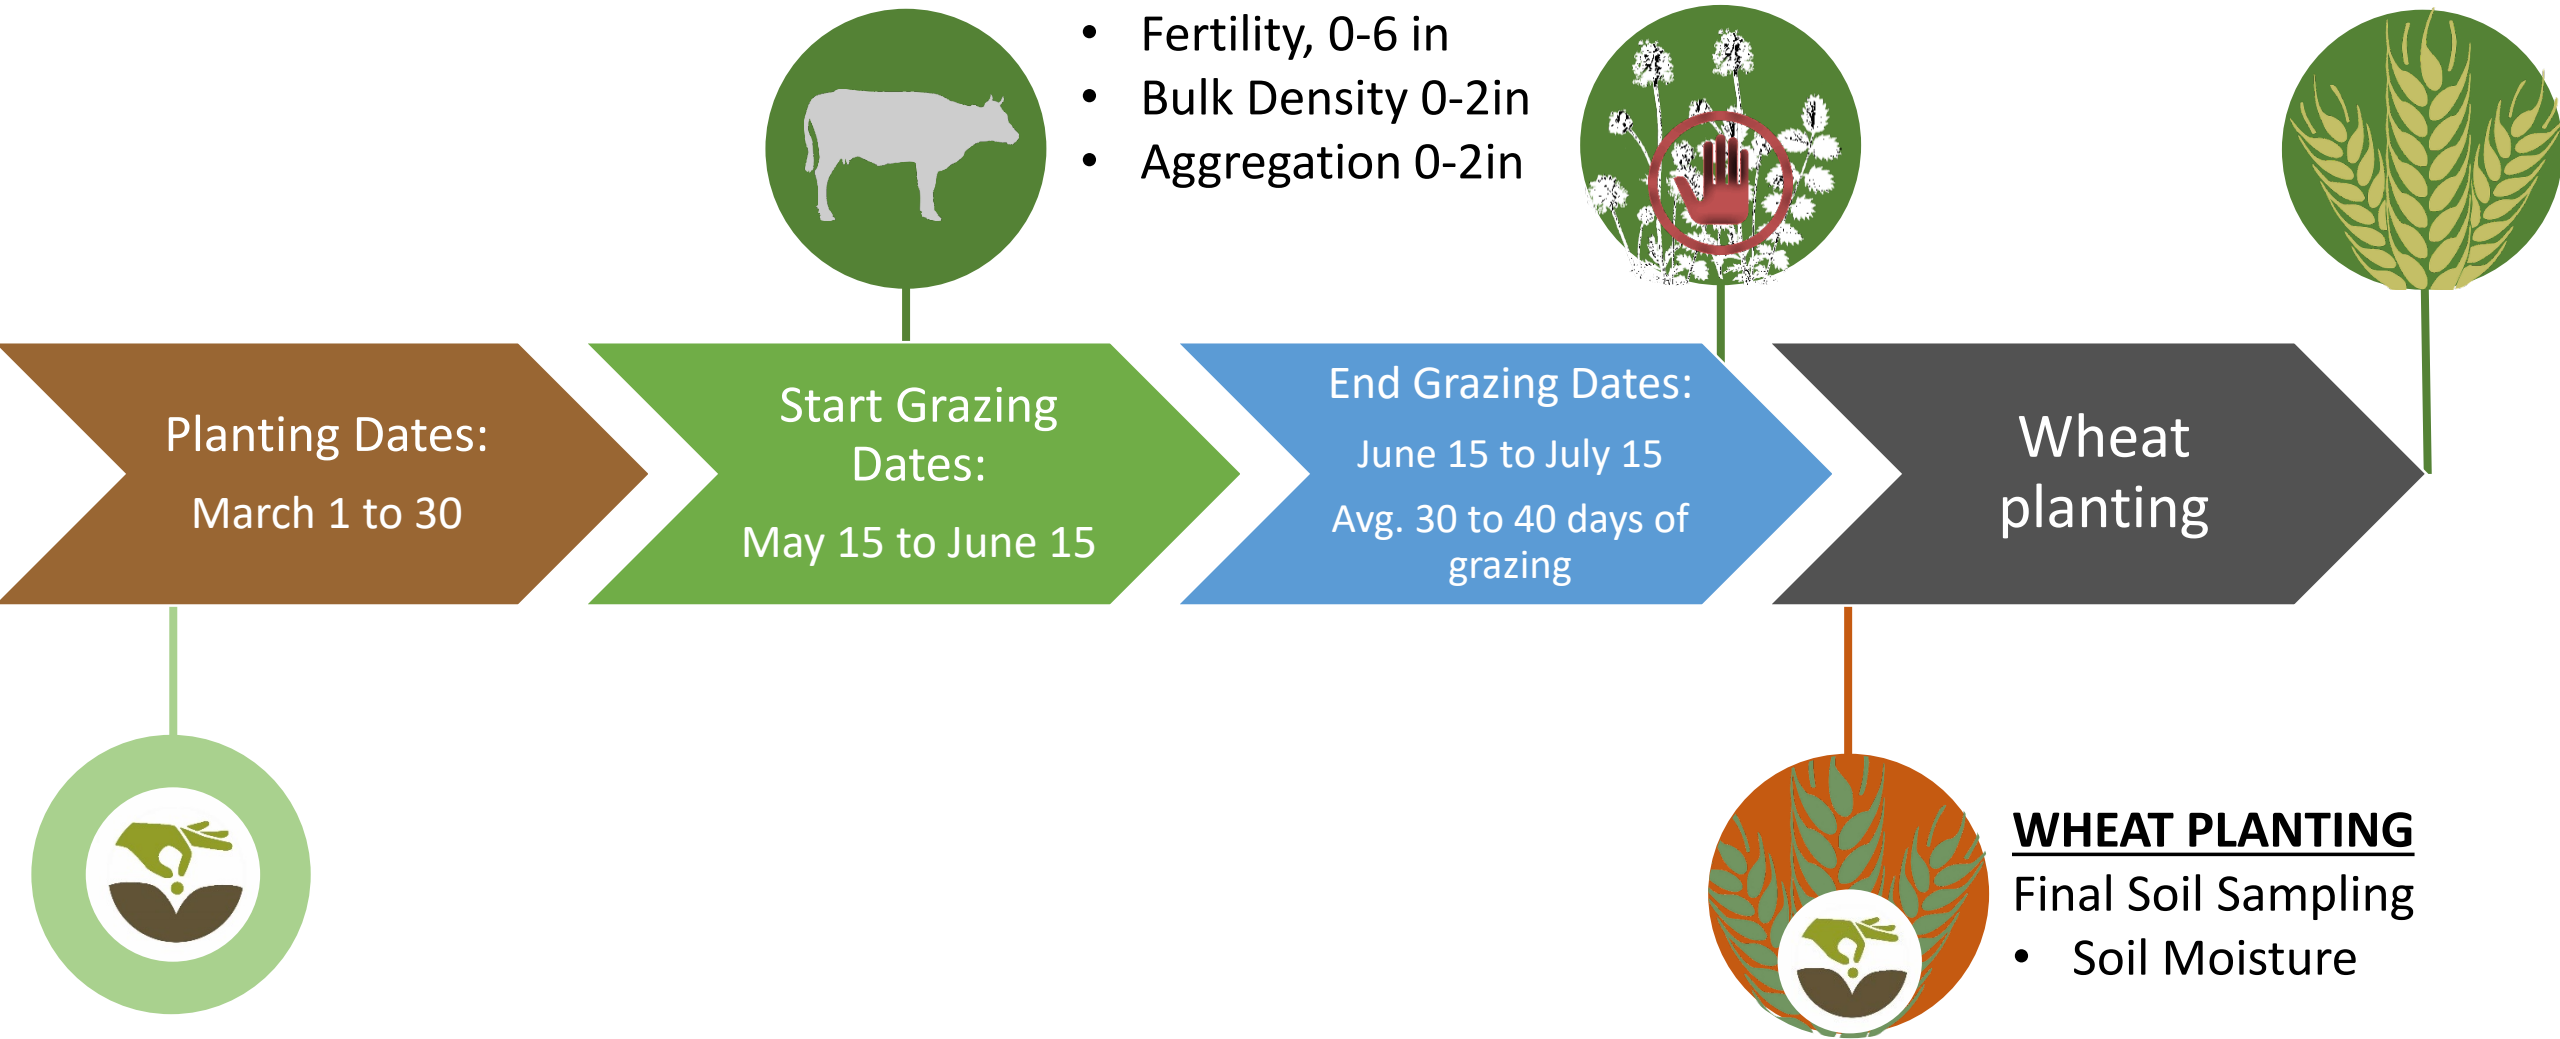 • Fertility, 0-6 in
• Bulk Density 0-2in
• Aggregation 0-2in
Planting Dates:
March 1 to 30
Start Grazing
Dates:
May 15 to June 15
End Grazing Dates:
June 15 to July 15
Avg. 30 to 40 days of
grazing
Wheat
planting
WHEAT PLANTING
Final Soil Sampling
• Soil Moisture